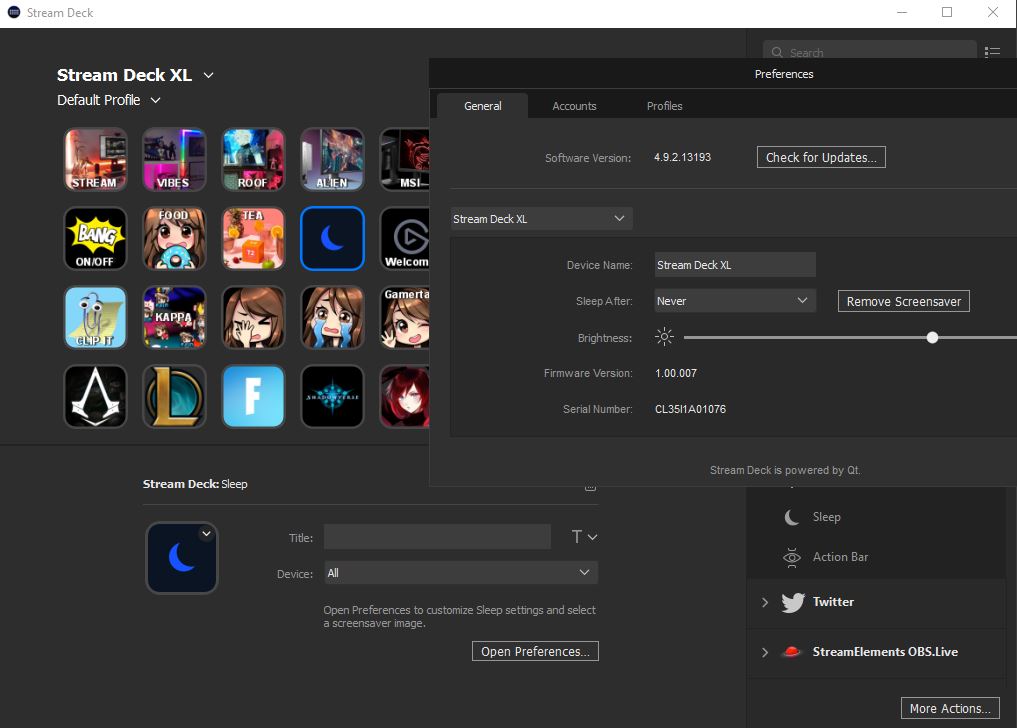 Stream Deck
Search
Stream Deck XL
Default Profile
Preferences
General Accounts Profiles
Software Version: 4.9.2.13193 Check for Updates...
STREAM VIBES ROOF ALIEN MSI
Stream Deck XL
FOOD TEA
BANG
T2
ON/OFF Welcom
Device Name: Stream Deck XL
Sleep After: Never Remove Screensaver
Gamerta
KAPPA
CLIP IT
Brightness:
Firmware Version: 1.00.007
L F SHADOWVERSE
Serial Number: CL35I1A01076
Stream Deck is powered by Qt.
Stream Deck: Sleep
Title: T
Device: All
Open Preferences to customize Sleep settings and select
a screensaver image.
Open Preferences...
Sleep
Action Bar
Twitter
StreamElements OBS.Live
More Actions...